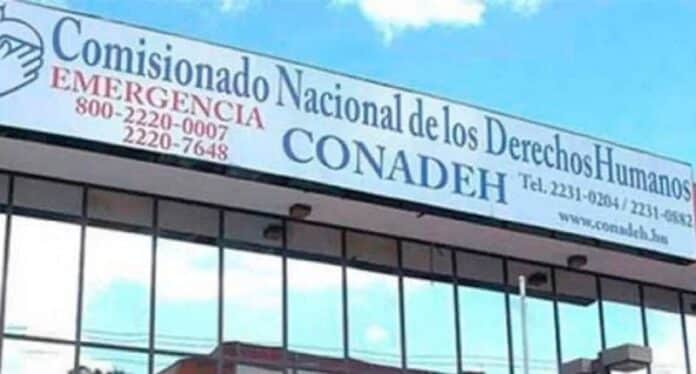 Comisionado Nacional de los Derechos Humanos
EMERGENCIA
800-2220-0007
2220-7648
CONADEH
Tel. 2231-0204 / 2231-0882
www.conadeh.hn